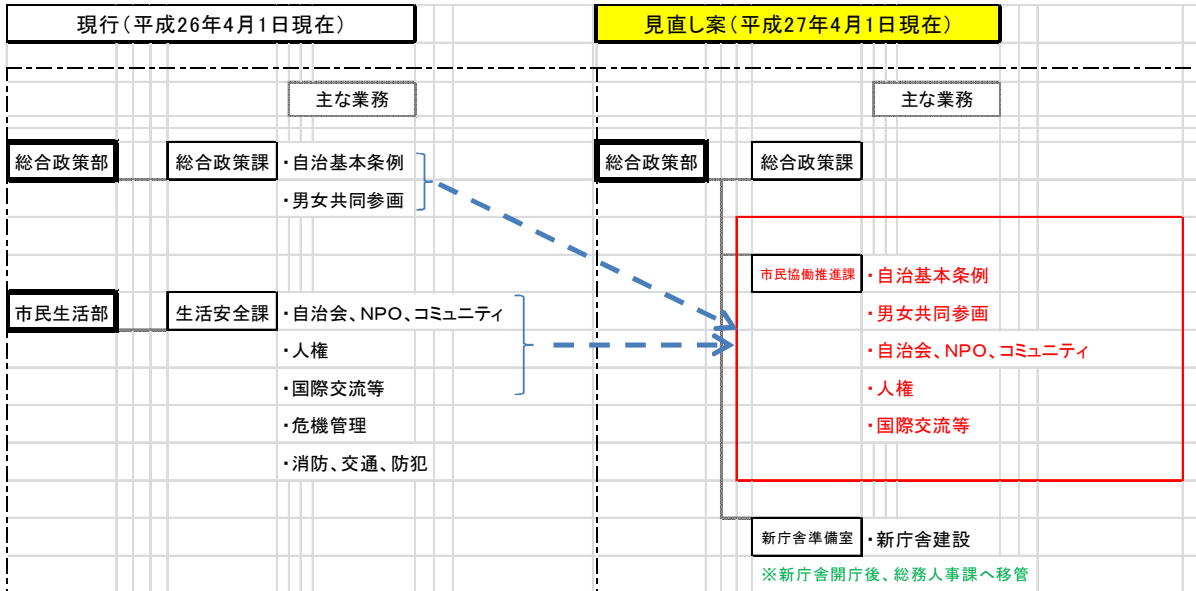 現行(平成26年4月1日現在)
主な業務
総合政策部
総合政策課
・自治基本条例
・男女共同参画
市民生活部
生活安全課
・自治会、NPO、コミュニティ
・人権
・国際交流等
・危機管理
・消防、交通、防犯
見直し案(平成27年4月1日現在)
主な業務
総合政策部
総合政策課
市民協働推進課
・自治基本条例
・男女共同参画
・自治会、NPO、コミュニティ
・人権
・国際交流等
新庁舎準備室
・新庁舎建設
※新庁舎開庁後、総務人事課へ移管